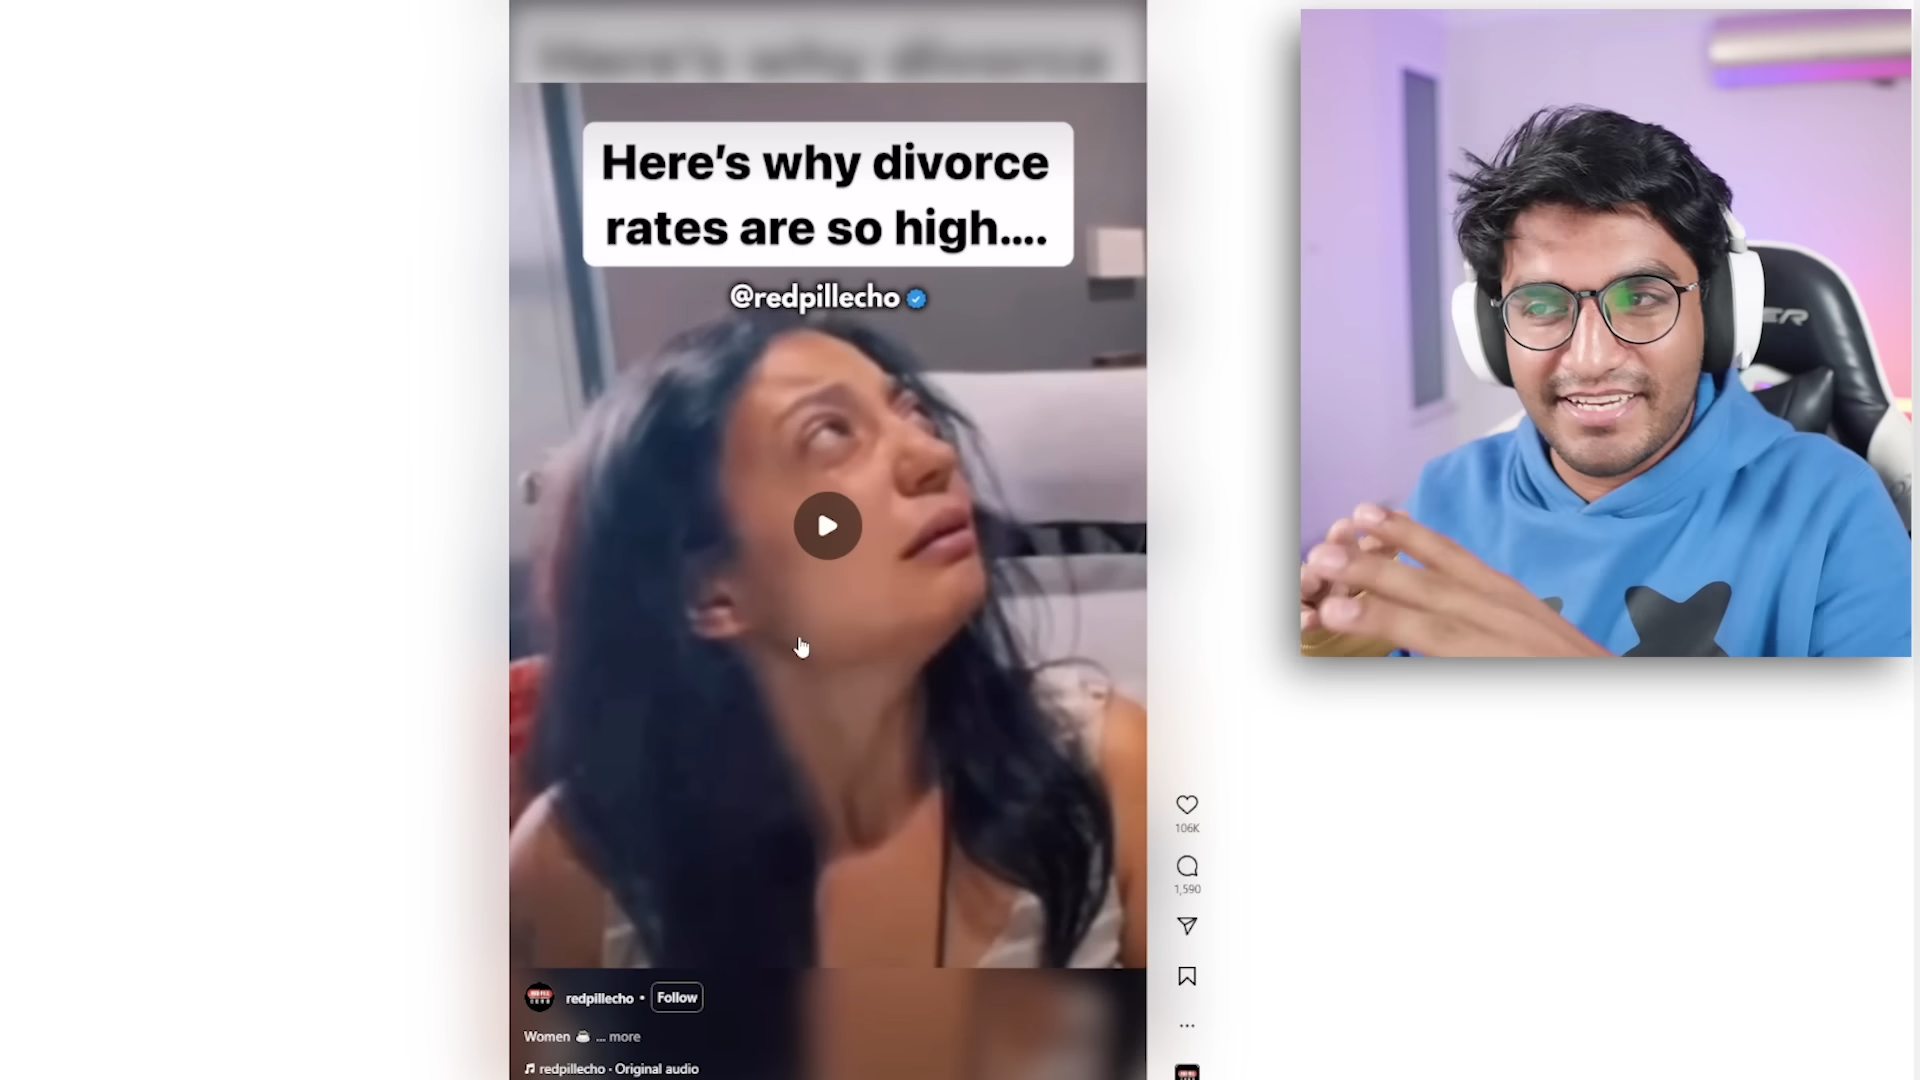 Here's why divorce
rates are so high....
@redpillecho
106K
1,590
redpillecho • Follow
Women ☕ ... more
redpillecho · Original audio